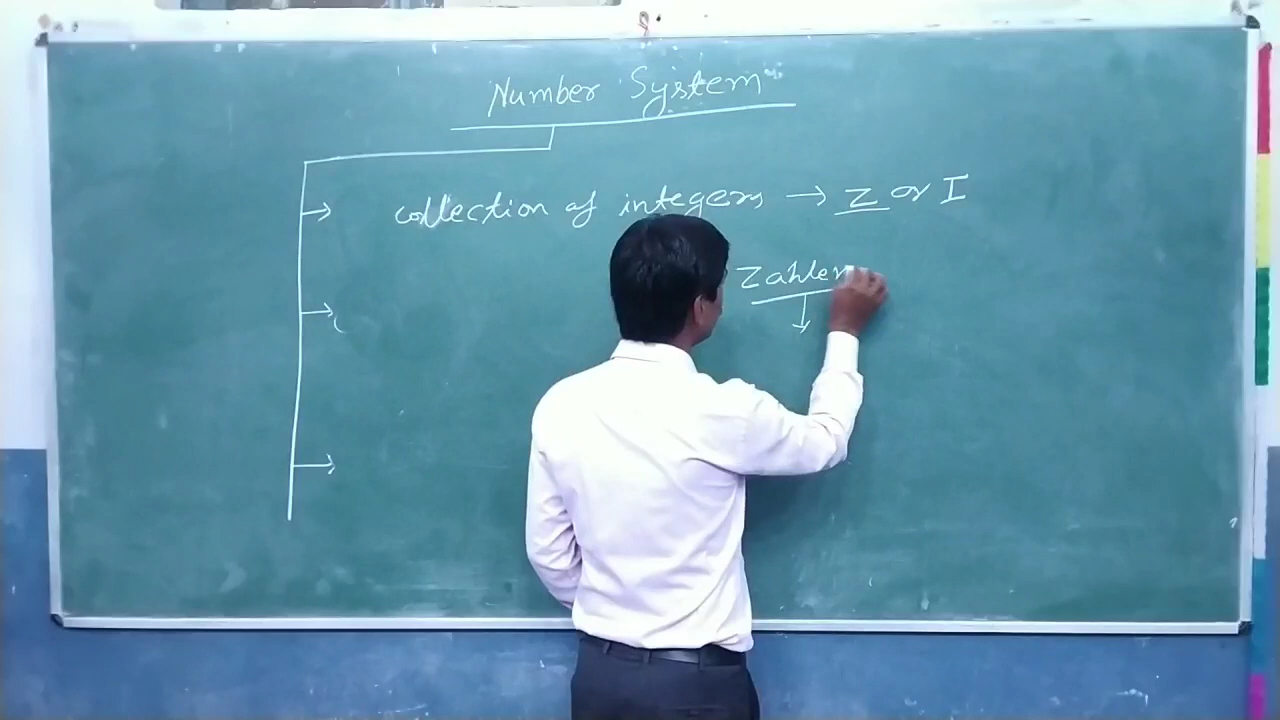 Number System
collection of integers → Z or I
Zahlen